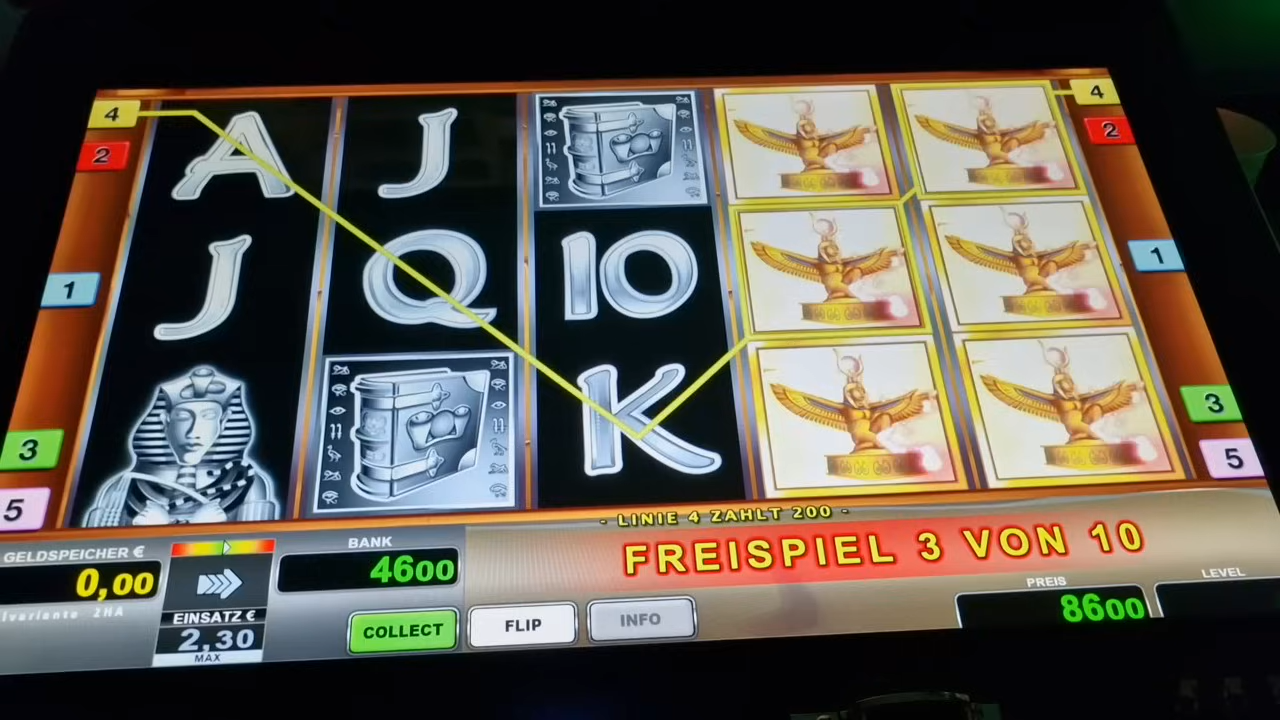 4
4
2
2
A
J
J
Q
10
1
1
K
3
3
5
5
- LINIE 4 ZAHLT 200 -
FREISPIEL 3 VON 10
GELDSPEICHER €
0,00
BANK
4600
EINSATZ €
2,30
MAX
COLLECT
FLIP
INFO
PREIS
8600
LEVEL